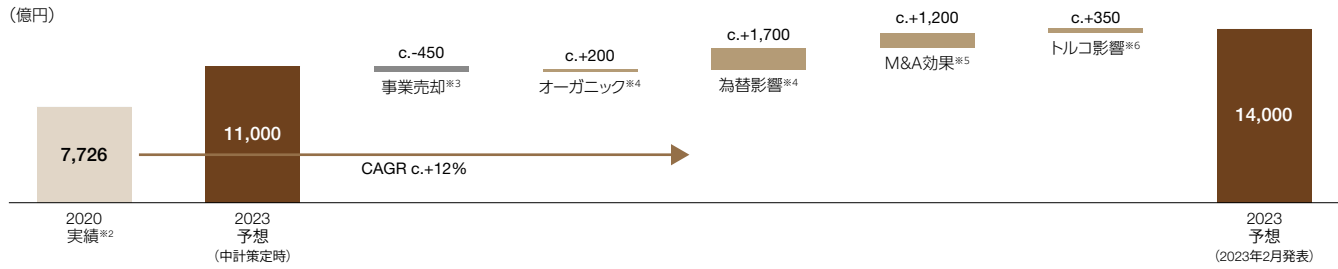 （億円）
7,726
2020
実績※2
11,000
2023
予想
（中計策定時）
CAGR c.+12%
c.-450
事業売却※3
c.+200
オーガニック※4
c.+1,700
為替影響※4
c.+1,200
M&A効果※5
c.+350
トルコ影響※6
14,000
2023
予想
（2023年2月発表）